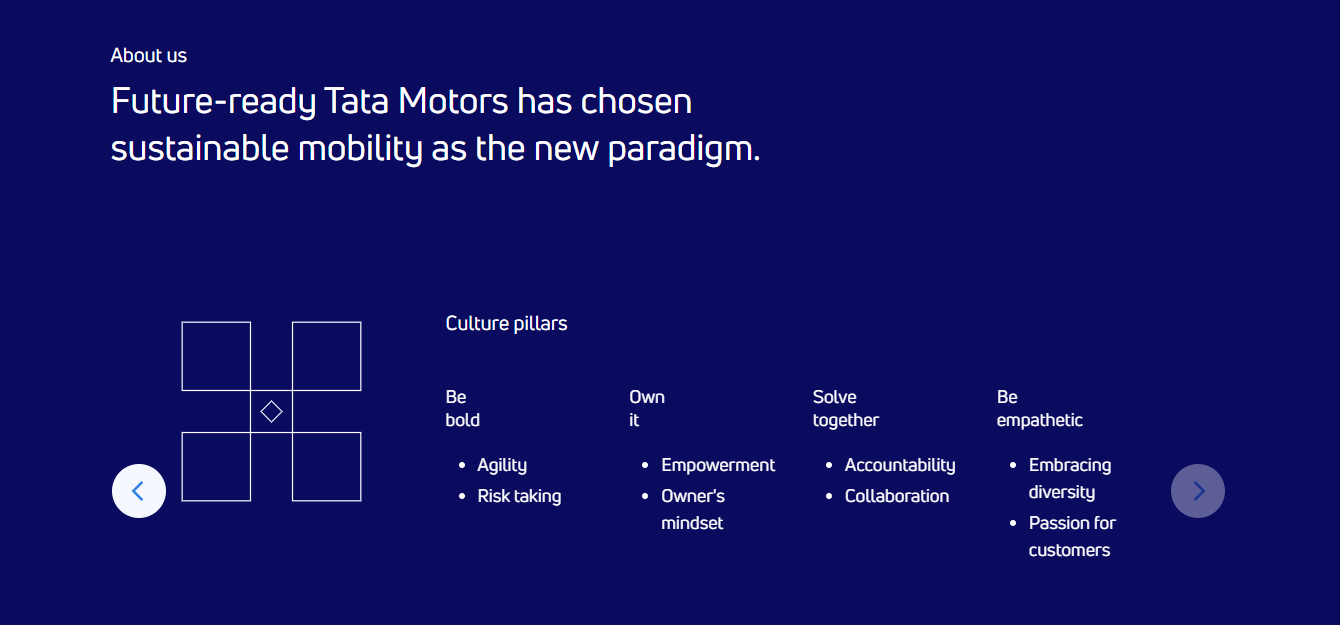 About us
Future-ready Tata Motors has chosen
sustainable mobility as the new paradigm.
Culture pillars
Be
bold
Agility
Risk taking
Own
it
Empowerment
Owner's
mindset
Solve
together
Accountability
Collaboration
Be
empathetic
Embracing
diversity
Passion for
customers